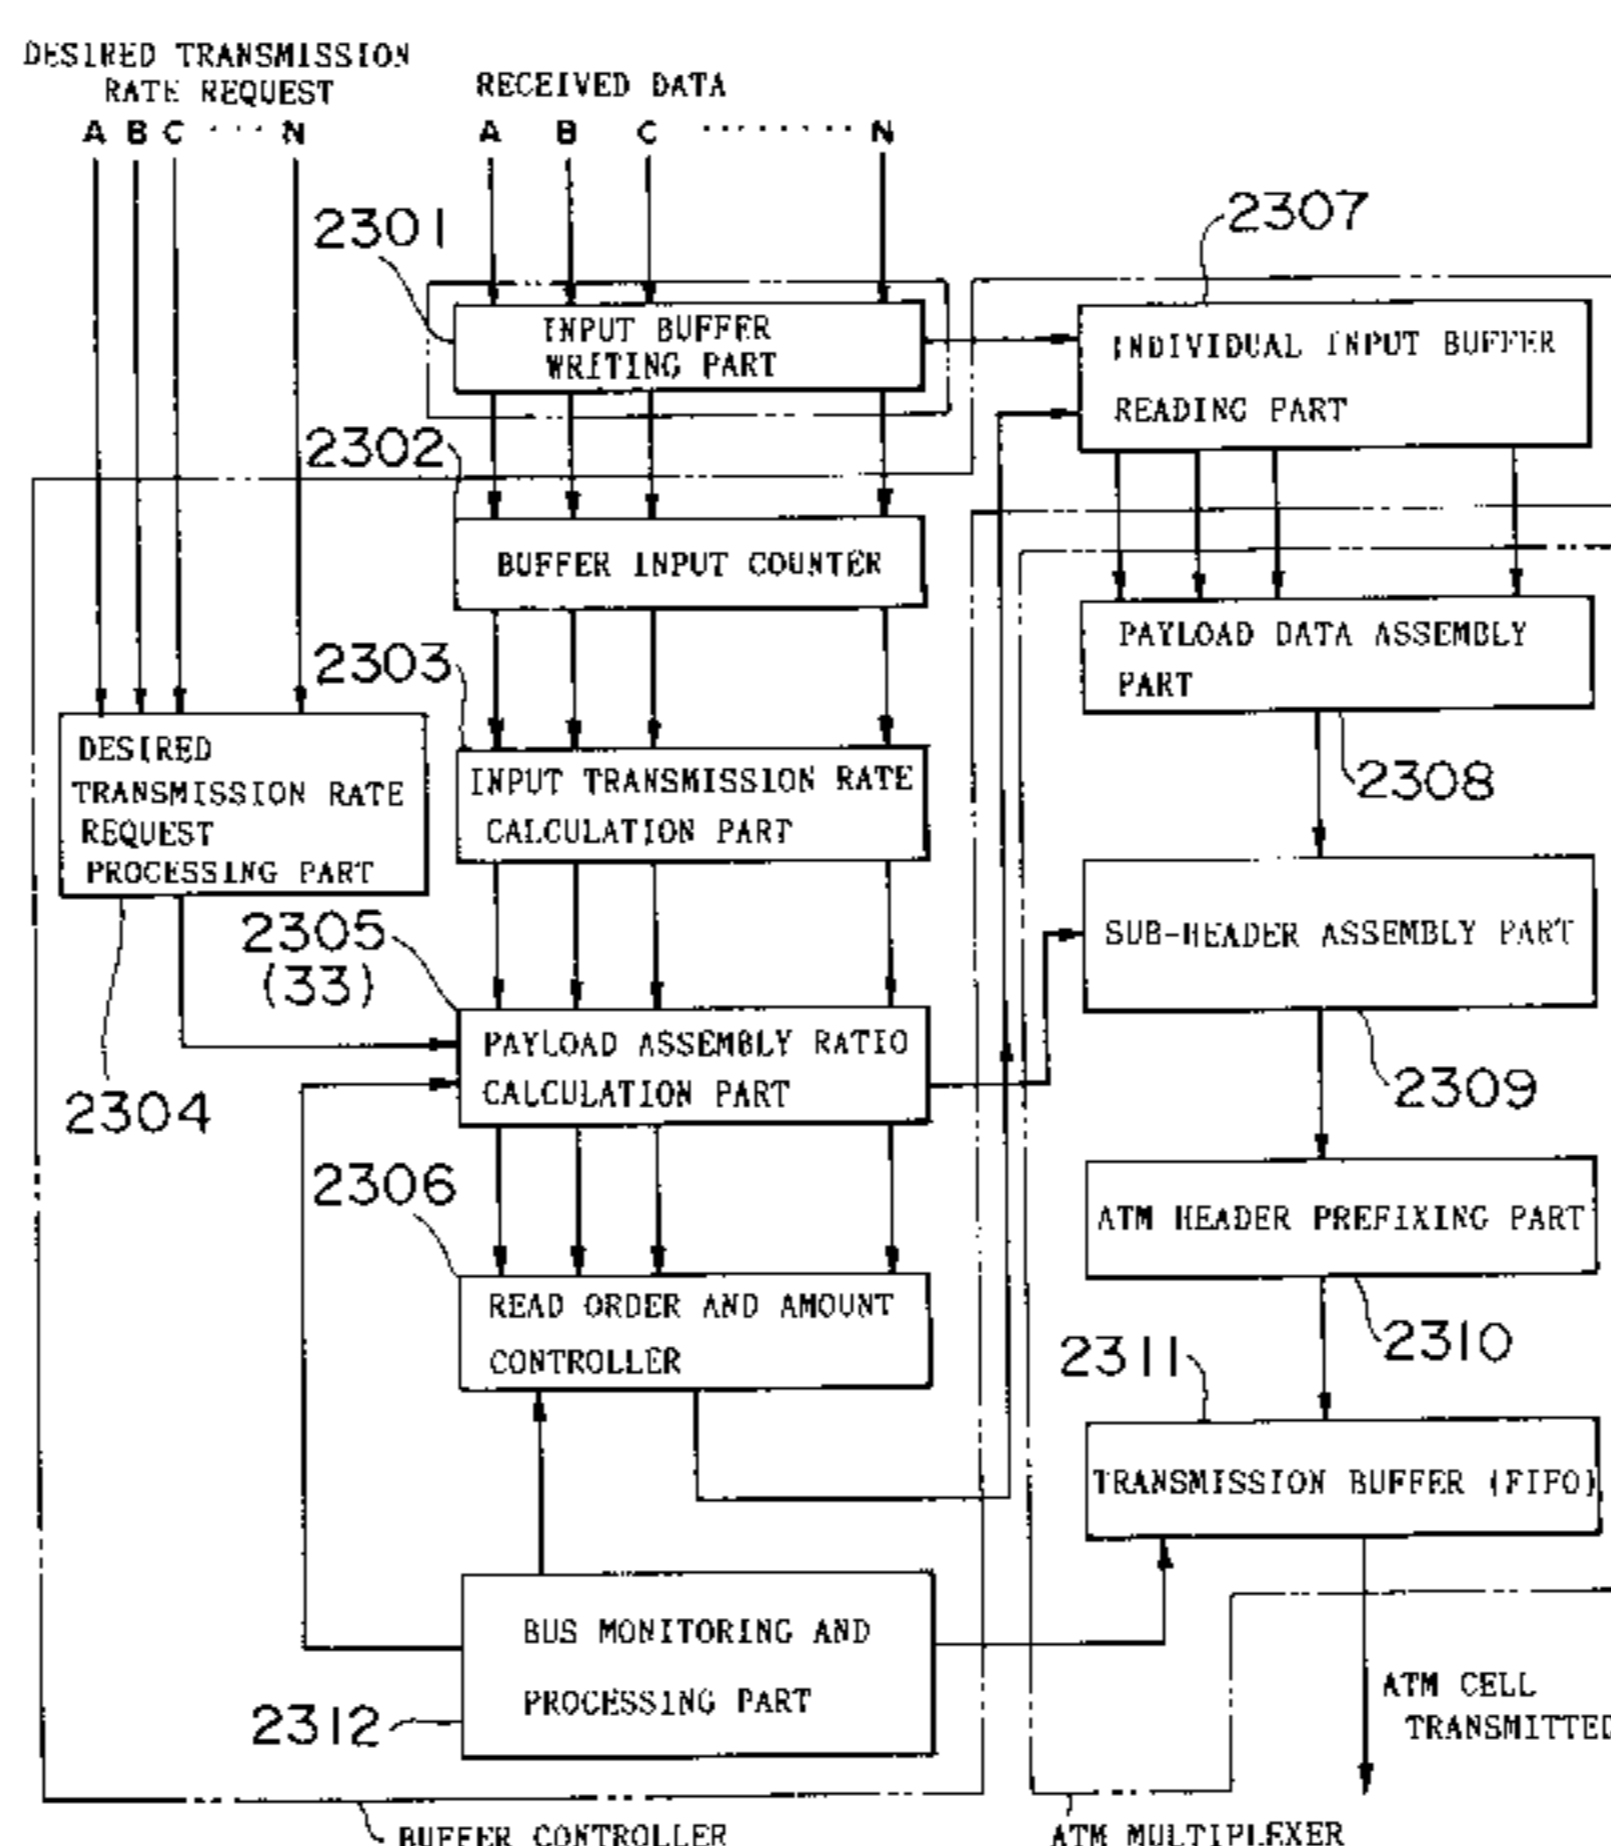 DESIRED TRANSMISSION
RATE REQUEST
A B C ···· N
RECEIVED DATA
A B C ········· N
2301
INPUT BUFFER
WRITING PART
2307
INDIVIDUAL INPUT BUFFER
READING PART
2302
BUFFER INPUT COUNTER
PAYLOAD DATA ASSEMBLY
PART
2308
2303
INPUT TRANSMISSION RATE
CALCULATION PART
DESIRED
TRANSMISSION RATE
REQUEST
PROCESSING PART
2304
2305
(33)
PAYLOAD ASSEMBLY RATIO
CALCULATION PART
SUB-HEADER ASSEMBLY PART
2309
2306
READ ORDER AND AMOUNT
CONTROLLER
ATM HEADER PREFIXING PART
2310
2311
TRANSMISSION BUFFER (FIFO)
BUS MONITORING AND
PROCESSING PART
2312
ATM CELL
TRANSMITTED
BUFFER CONTROLLER
ATM MULTIPLEXER